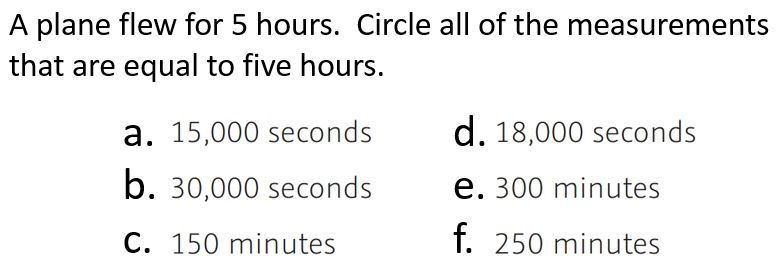 A plane flew for 5 hours.  Circle all of the measurements
that are equal to five hours.
a. 15,000 seconds
b. 30,000 seconds
c. 150 minutes
d. 18,000 seconds
e. 300 minutes
f. 250 minutes